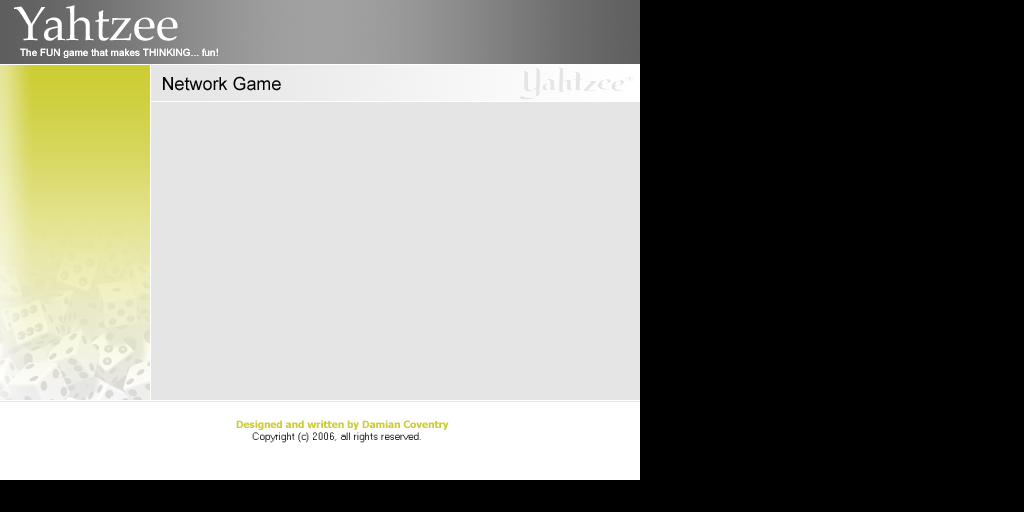 Yahtzee
The FUN game that makes THINKING... fun!
Network Game
Yahtzee®
Designed and written by Damian Coventry
Copyright (c) 2006, all rights reserved.